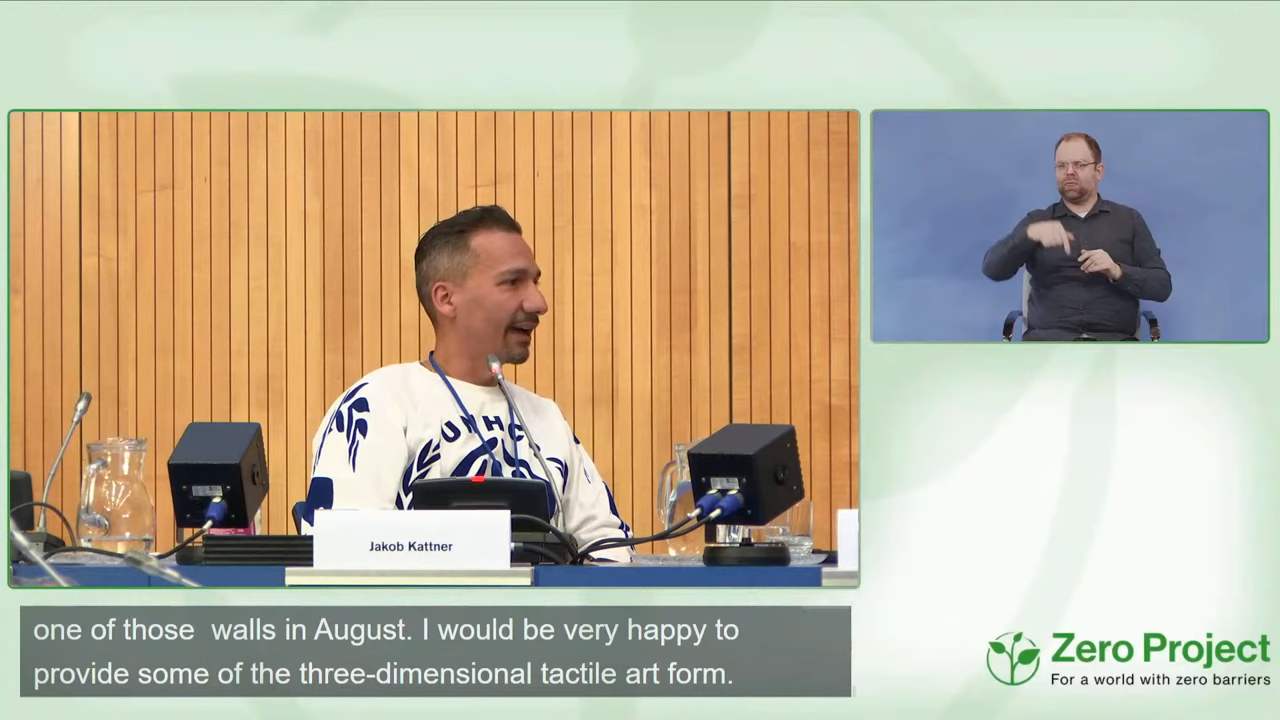 UNHC
Jakob Kattner
one of those  walls in August. I would be very happy to
provide some of the three-dimensional tactile art form.
Zero Project
For a world with zero barriers